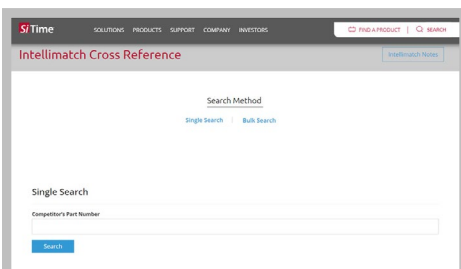 SiTime
SOLUTIONS PRODUCTS SUPPORT COMPANY INVESTORS
FIND A PRODUCT | SEARCH
Intellimatch Cross Reference
Intellimatch Notes
Search Method
Single Search
Bulk Search
Single Search
Competitor's Part Number
Search